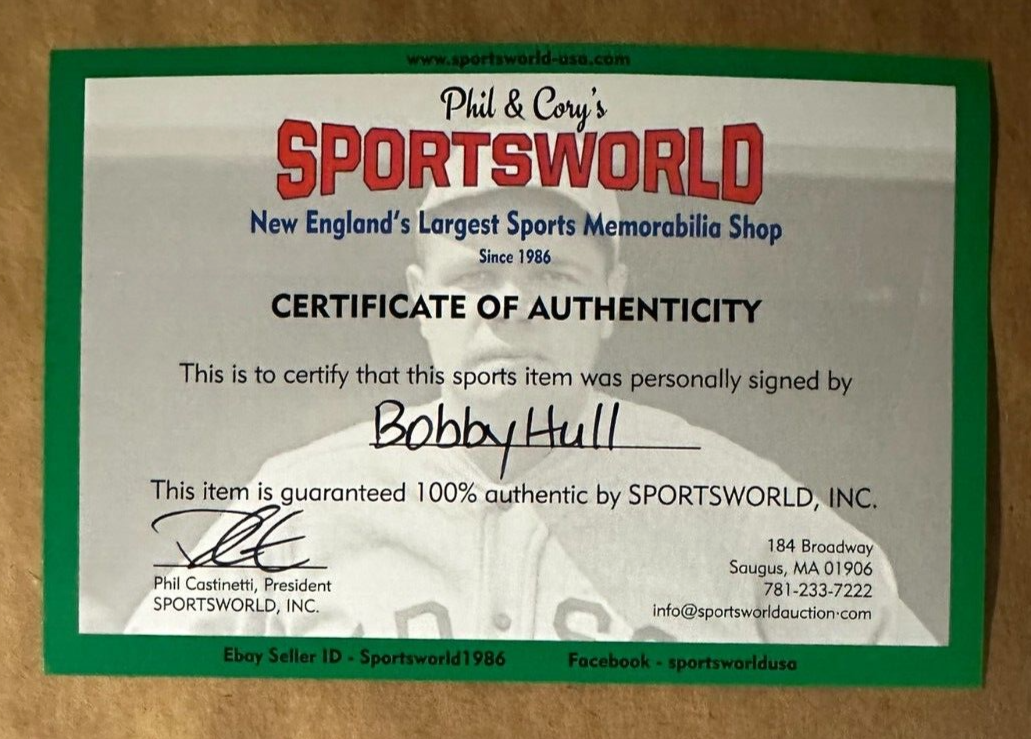 www.sportsworld-usa.com
Phil & Cory's
SPORTSWORLD
New England's Largest Sports Memorabilia Shop
Since 1986
CERTIFICATE OF AUTHENTICITY
This is to certify that this sports item was personally signed by
Bobby Hull
This item is guaranteed 100% authentic by SPORTSWORLD, INC.
Phil Castinetti, President
SPORTSWORLD, INC.
184 Broadway
Saugus, MA 01906
781-233-7222
info@sportsworldauction.com
Ebay Seller ID - Sportsworld1986
Facebook - sportsworldusa